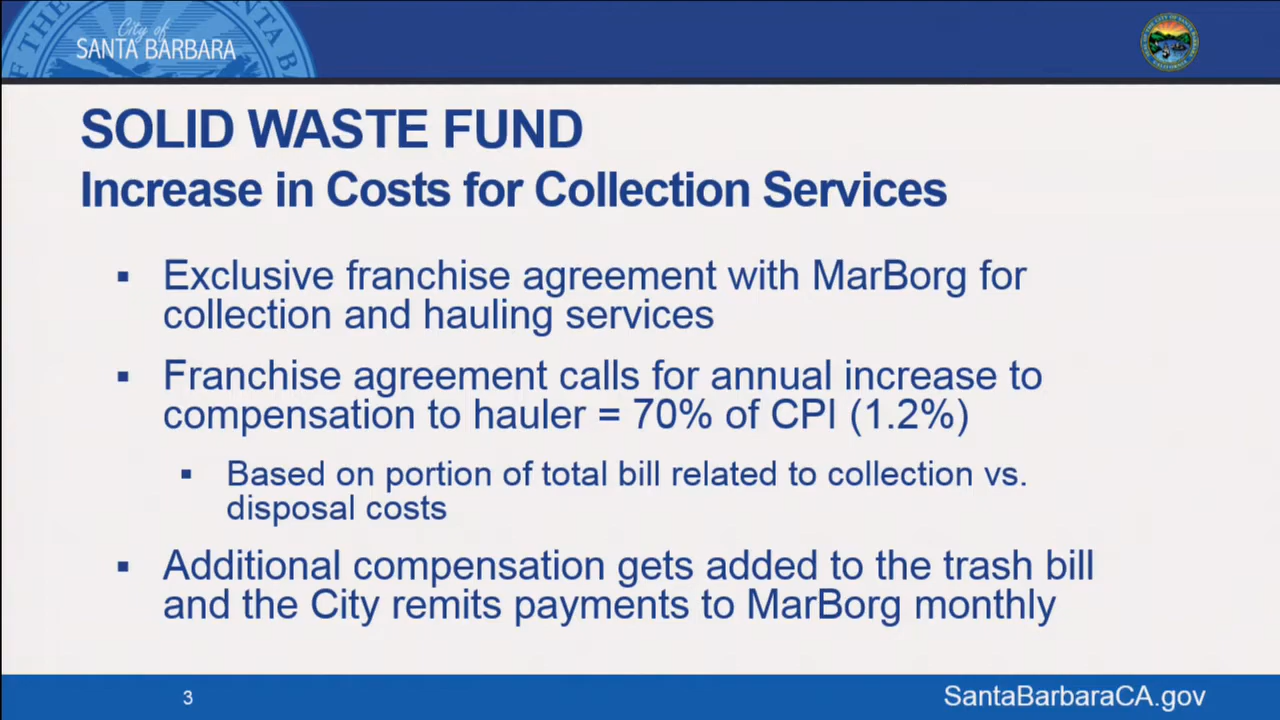 City of
SANTA BARBARA
SOLID WASTE FUND
Increase in Costs for Collection Services
▪ Exclusive franchise agreement with MarBorg for
collection and hauling services
▪ Franchise agreement calls for annual increase to
compensation to hauler = 70% of CPI (1.2%)
▪ Based on portion of total bill related to collection vs.
disposal costs
▪ Additional compensation gets added to the trash bill
and the City remits payments to MarBorg monthly
3
SantaBarbaraCA.gov